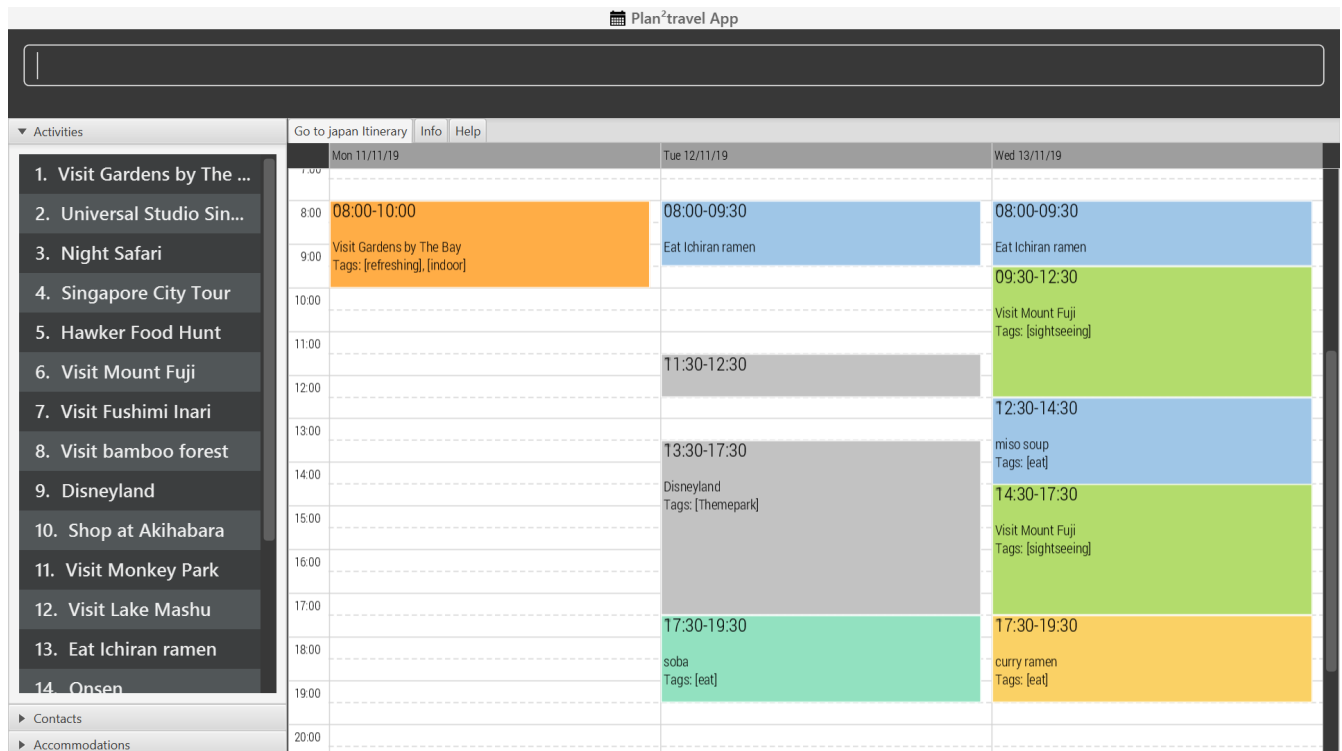 Plan²travel App
Activities
1. Visit Gardens by The ...
2. Universal Studio Sin...
3. Night Safari
4. Singapore City Tour
5. Hawker Food Hunt
6. Visit Mount Fuji
7. Visit Fushimi Inari
8. Visit bamboo forest
9. Disneyland
10. Shop at Akihabara
11. Visit Monkey Park
12. Visit Lake Mashu
13. Eat Ichiran ramen
14. Onsen
Contacts
Accommodations
Go to japan Itinerary Info Help
Mon 11/11/19 Tue 12/11/19 Wed 13/11/19
7:00
8:00
9:00
10:00
11:00
12:00
13:00
14:00
15:00
16:00
17:00
18:00
19:00
20:00
08:00-10:00
Visit Gardens by The Bay
Tags: [refreshing], [indoor]
08:00-09:30
Eat Ichiran ramen
11:30-12:30
13:30-17:30
Disneyland
Tags: [Themepark]
17:30-19:30
soba
Tags: [eat]
08:00-09:30
Eat Ichiran ramen
09:30-12:30
Visit Mount Fuji
Tags: [sightseeing]
12:30-14:30
miso soup
Tags: [eat]
14:30-17:30
Visit Mount Fuji
Tags: [sightseeing]
17:30-19:30
curry ramen
Tags: [eat]